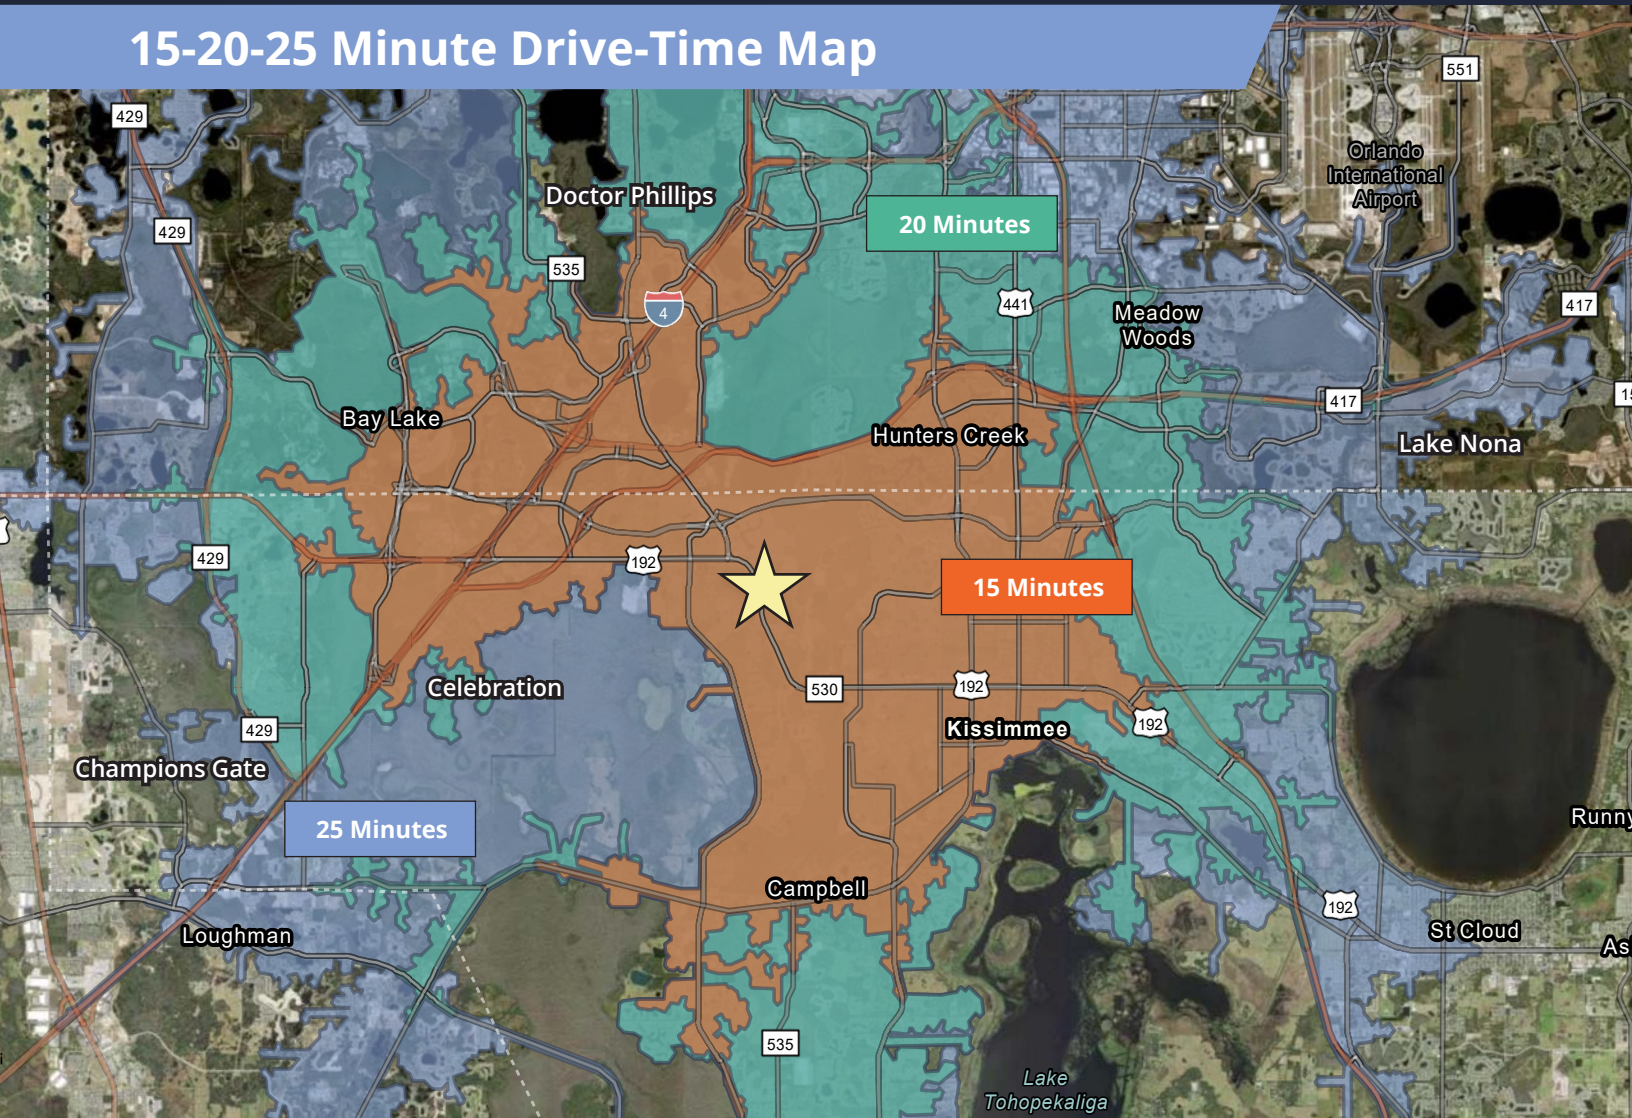 15-20-25 Minute Drive-Time Map
551
429
Orlando
International
Airport
Doctor Phillips
20 Minutes
429
535
441
4
417
Meadow
Woods
417
Bay Lake
Hunters Creek
Lake Nona
429
192
15 Minutes
Celebration
530
192
192
429
Kissimmee
Champions Gate
25 Minutes
Campbell
192
Loughman
St Cloud
535
Lake
Tohopekaliga